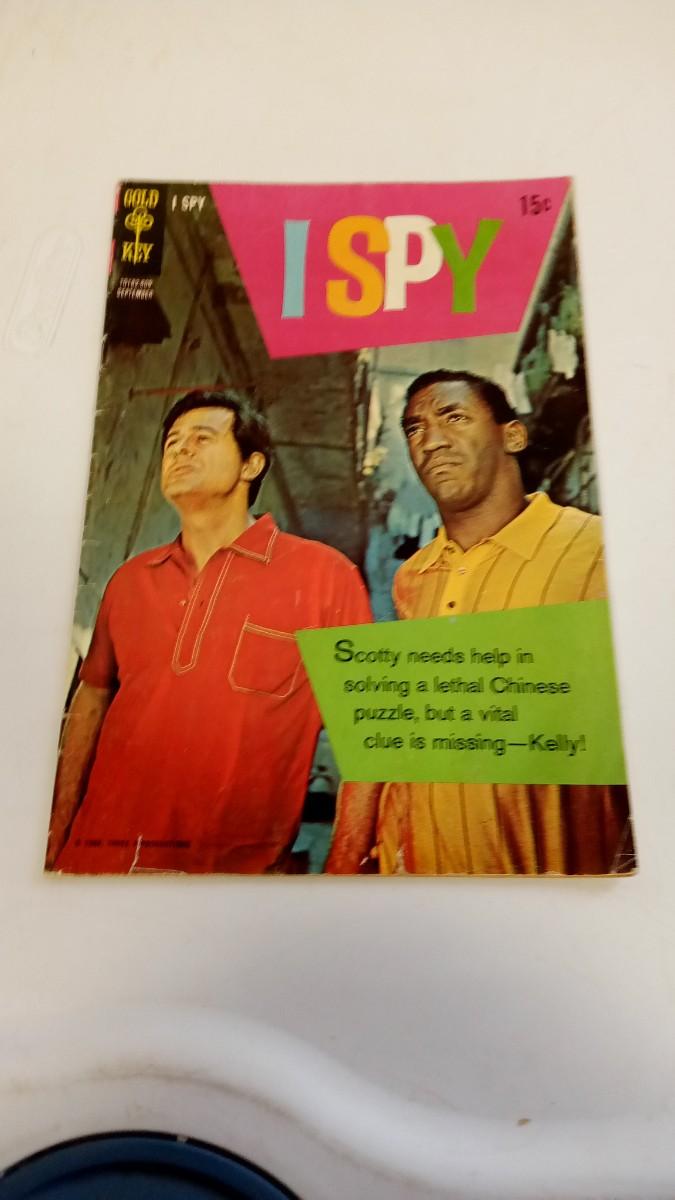 GOLD
KEY
I SPY
15¢
I SPY
SEPTEMBER
Scotty needs help in
solving a lethal Chinese
puzzle, but a vital
clue is missing—Kelly!